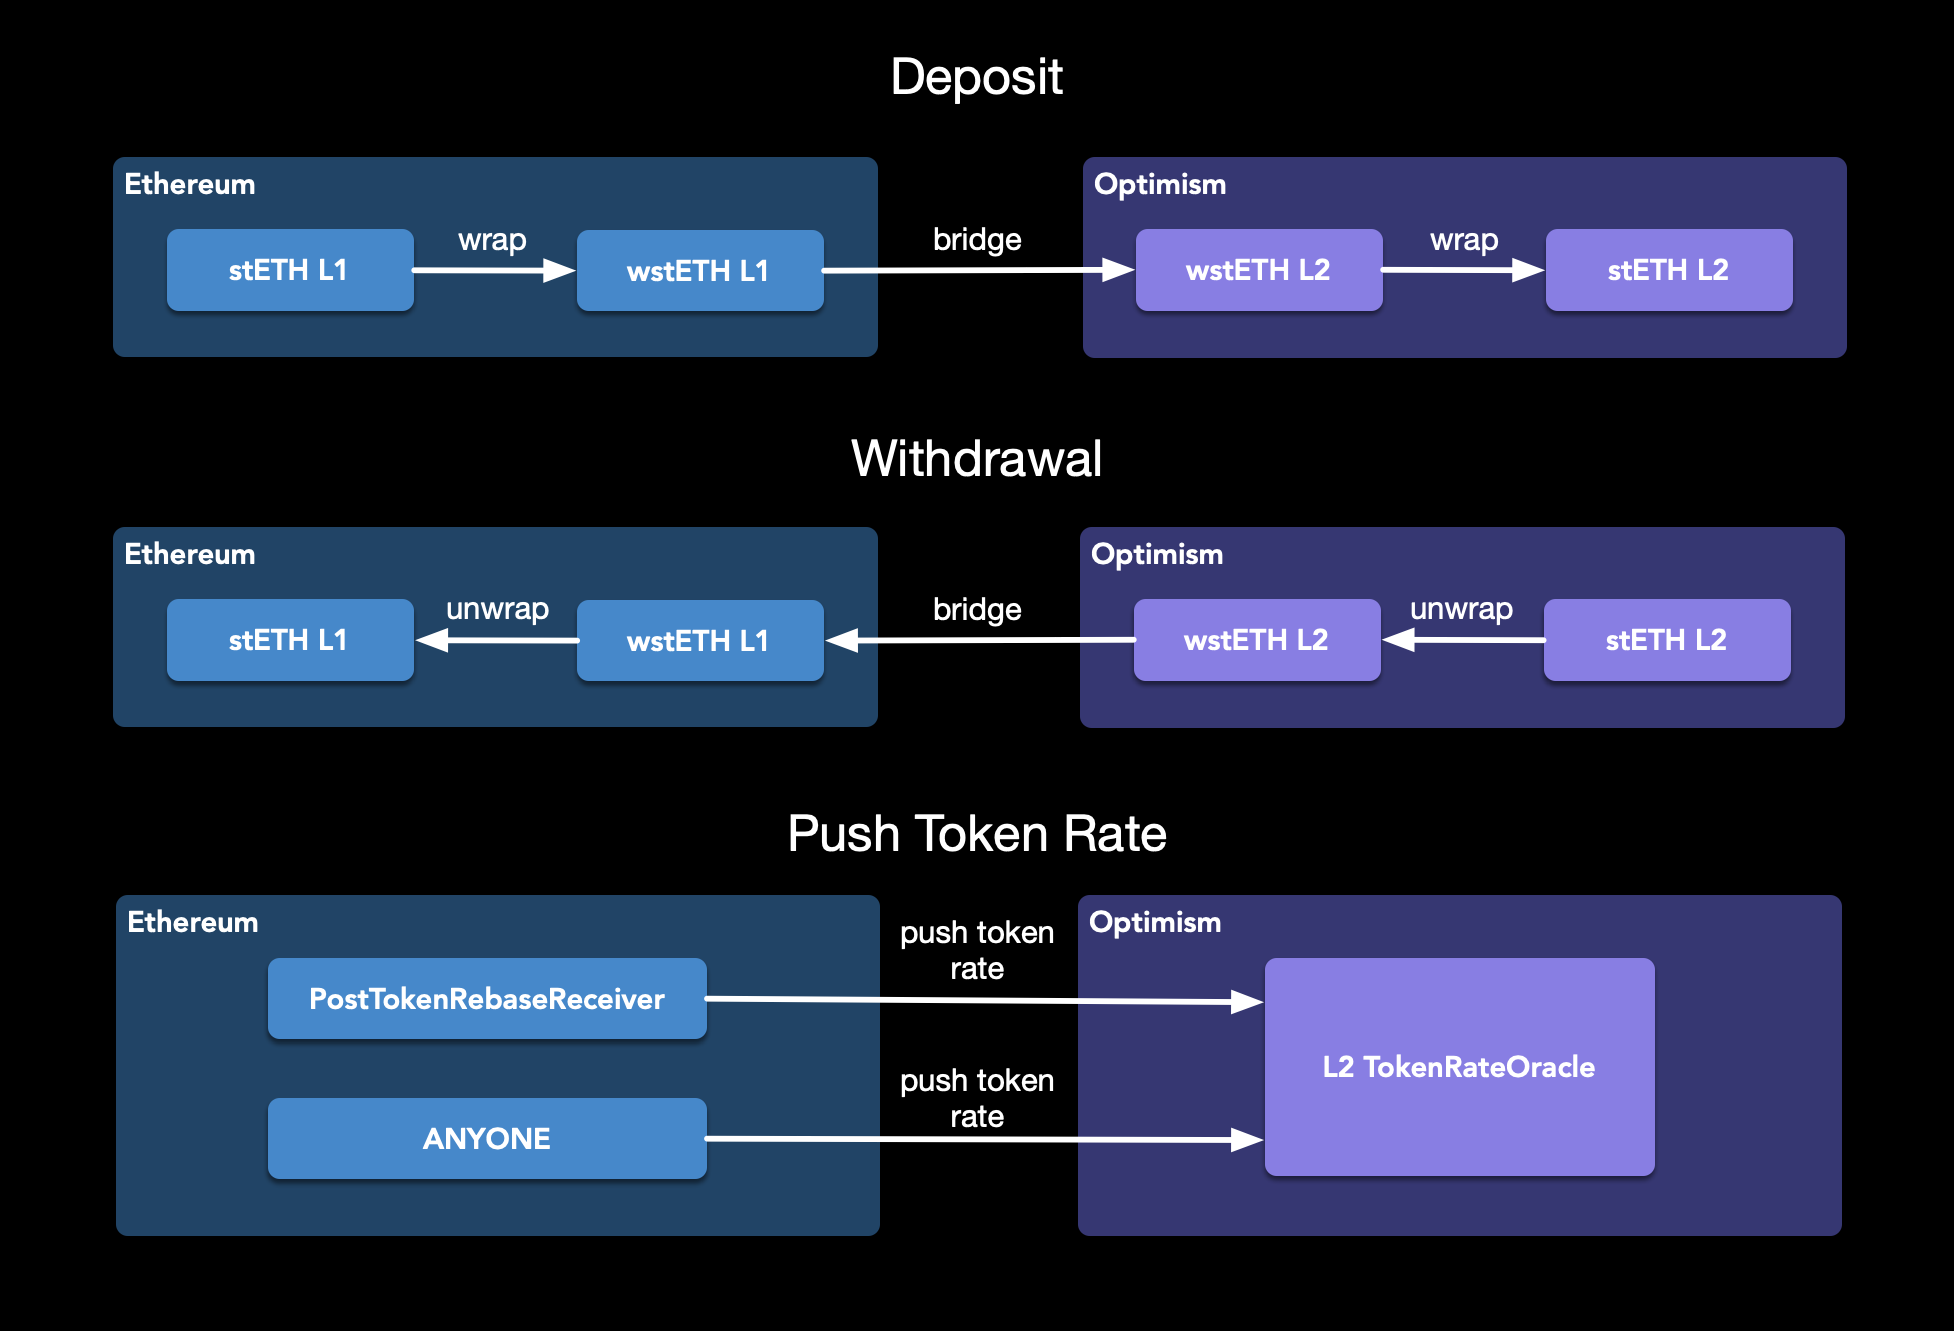 Deposit
Ethereum
Optimism
stETH L1
wrap
wstETH L1
bridge
wstETH L2
wrap
stETH L2
Withdrawal
Ethereum
Optimism
stETH L1
unwrap
wstETH L1
bridge
wstETH L2
unwrap
stETH L2
Push Token Rate
Ethereum
Optimism
PostTokenRebaseReceiver
push token
rate
ANYONE
push token
rate
L2 TokenRateOracle